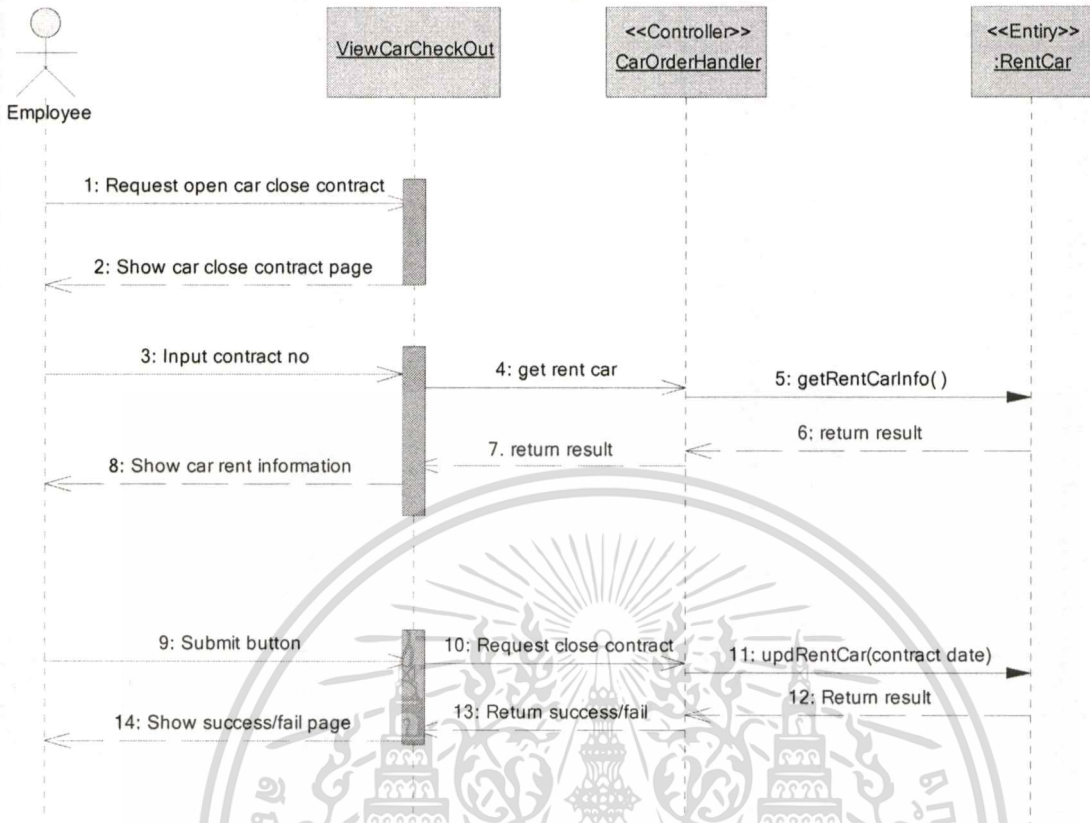 Employee
ViewCarCheckOut
<<Controller>>
CarOrderHandler
<<Entiry>>
:RentCar
1: Request open car close contract
2: Show car close contract page
3: Input contract no
4: get rent car
5: getRentCarInfo( )
6: return result
7. return result
8: Show car rent information
9: Submit button
10: Request close contract
11: updRentCar(contract date)
12: Return result
13: Return success/fail
14: Show success/fail page